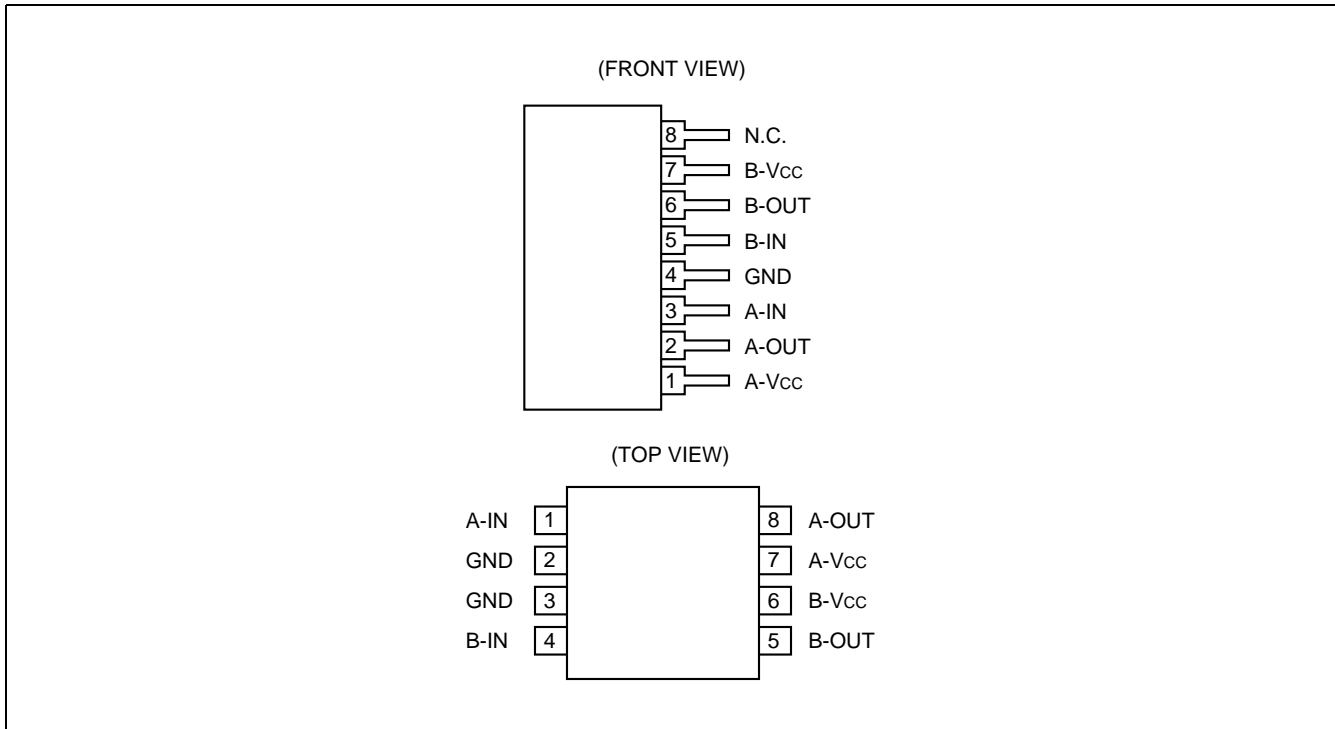 (FRONT VIEW)
8 N.C.
7 B-VCC
6 B-OUT
5 B-IN
4 GND
3 A-IN
2 A-OUT
1 A-VCC
(TOP VIEW)
A-IN 1 8 A-OUT
GND 2 7 A-VCC
GND 3 6 B-VCC
B-IN 4 5 B-OUT